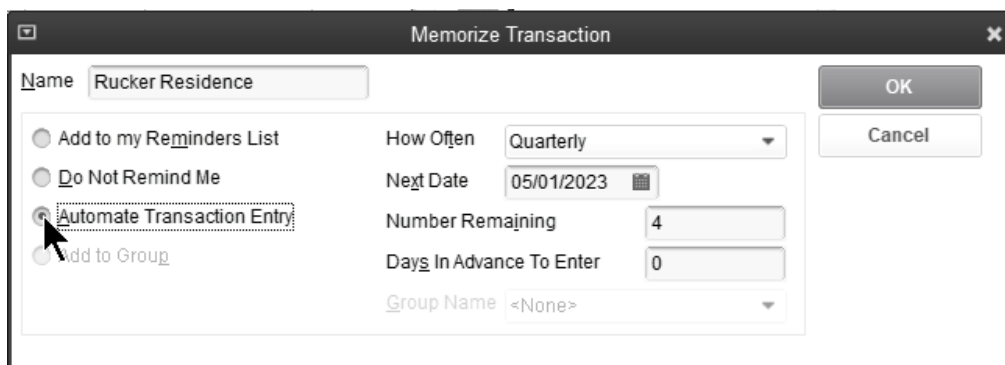 Memorize Transaction
Name Rucker Residence
OK
Add to my Reminders List
How Often Quarterly
Cancel
Do Not Remind Me
Next Date 05/01/2023
Automate Transaction Entry
Number Remaining 4
Add to Group
Days In Advance To Enter 0
Group Name <None>